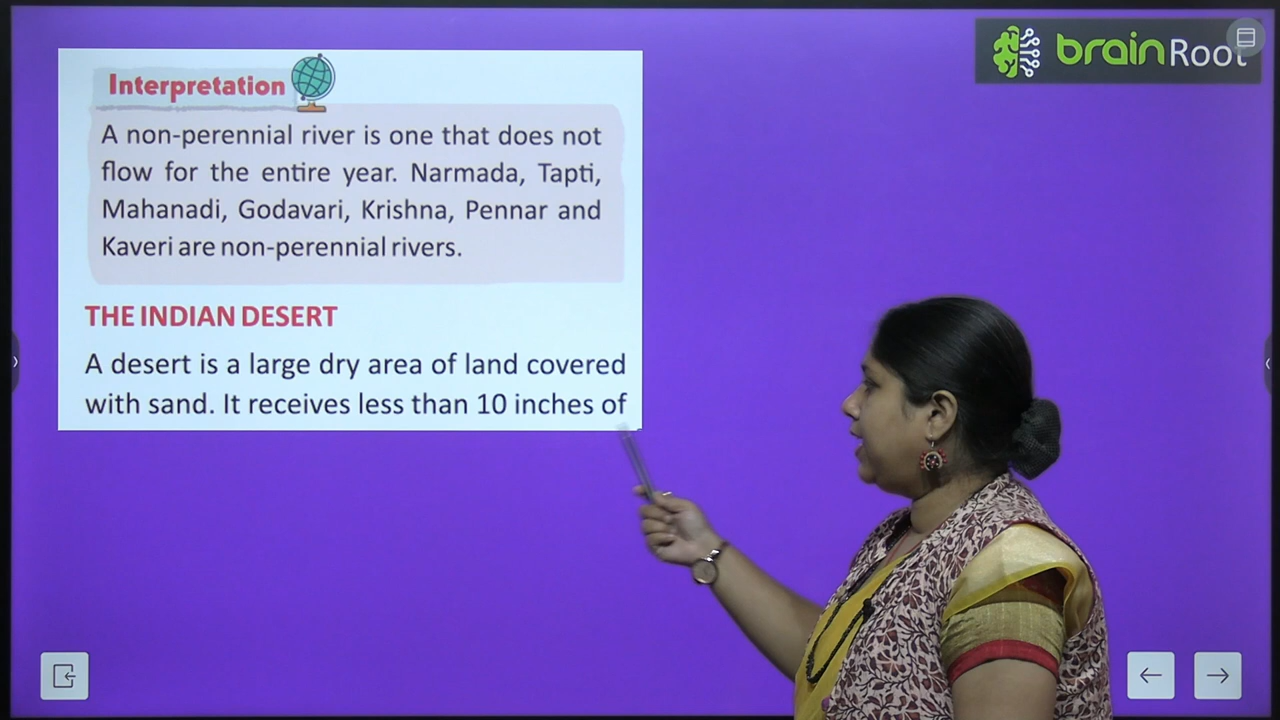 brainRoot
Interpretation
A non-perennial river is one that does not
flow for the entire year. Narmada, Tapti,
Mahanadi, Godavari, Krishna, Pennar and
Kaveri are non-perennial rivers.
THE INDIAN DESERT
A desert is a large dry area of land covered
with sand. It receives less than 10 inches of